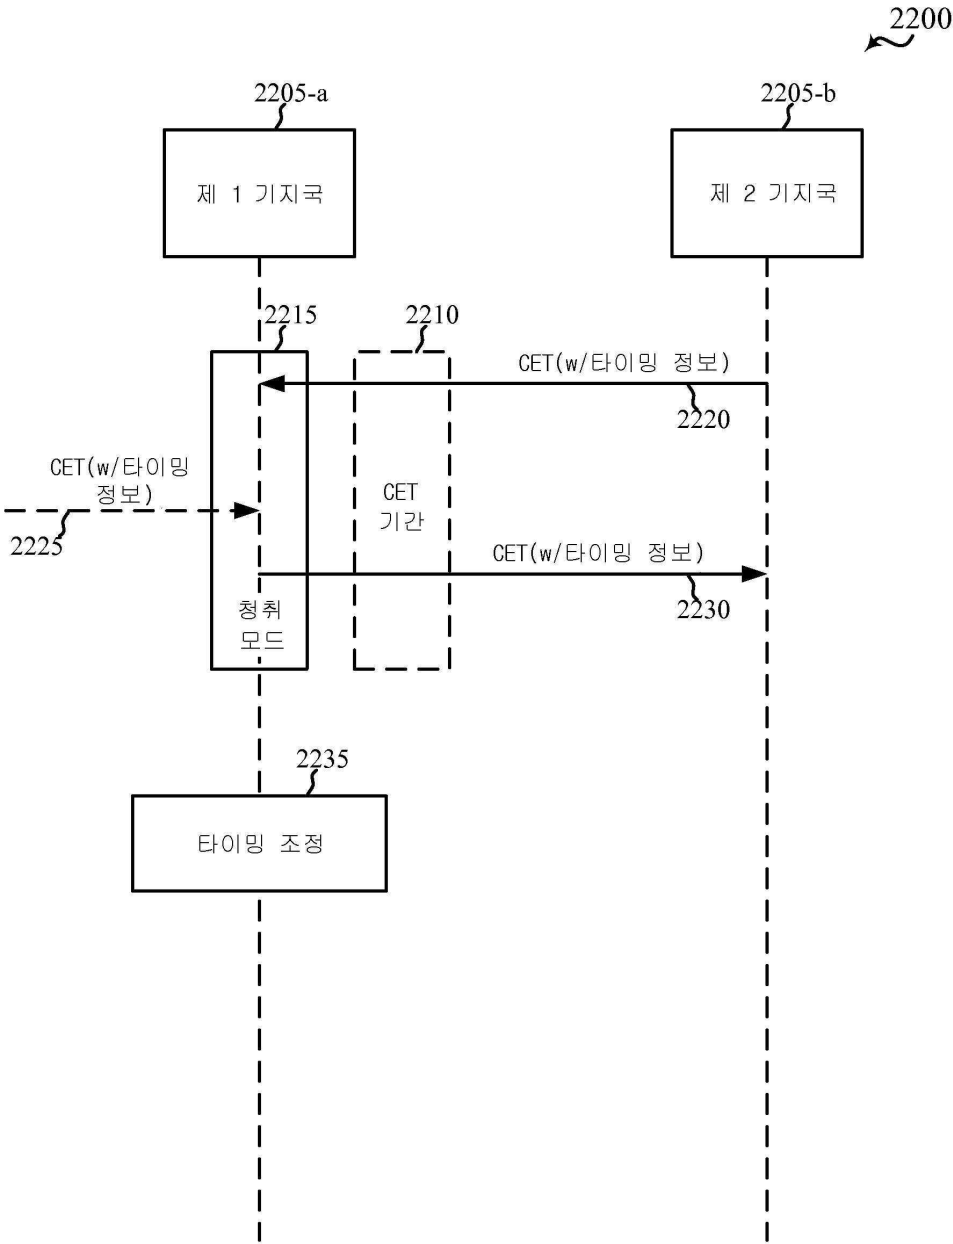 2200
2205-a
2205-b
제 1 기지국
제 2 기지국
2215
2210
CET(w/타이밍 정보)
2220
CET(w/타이밍
정보)
2225
CET
기간
CET(w/타이밍 정보)
2230
청취
모드
2235
타이밍 조정